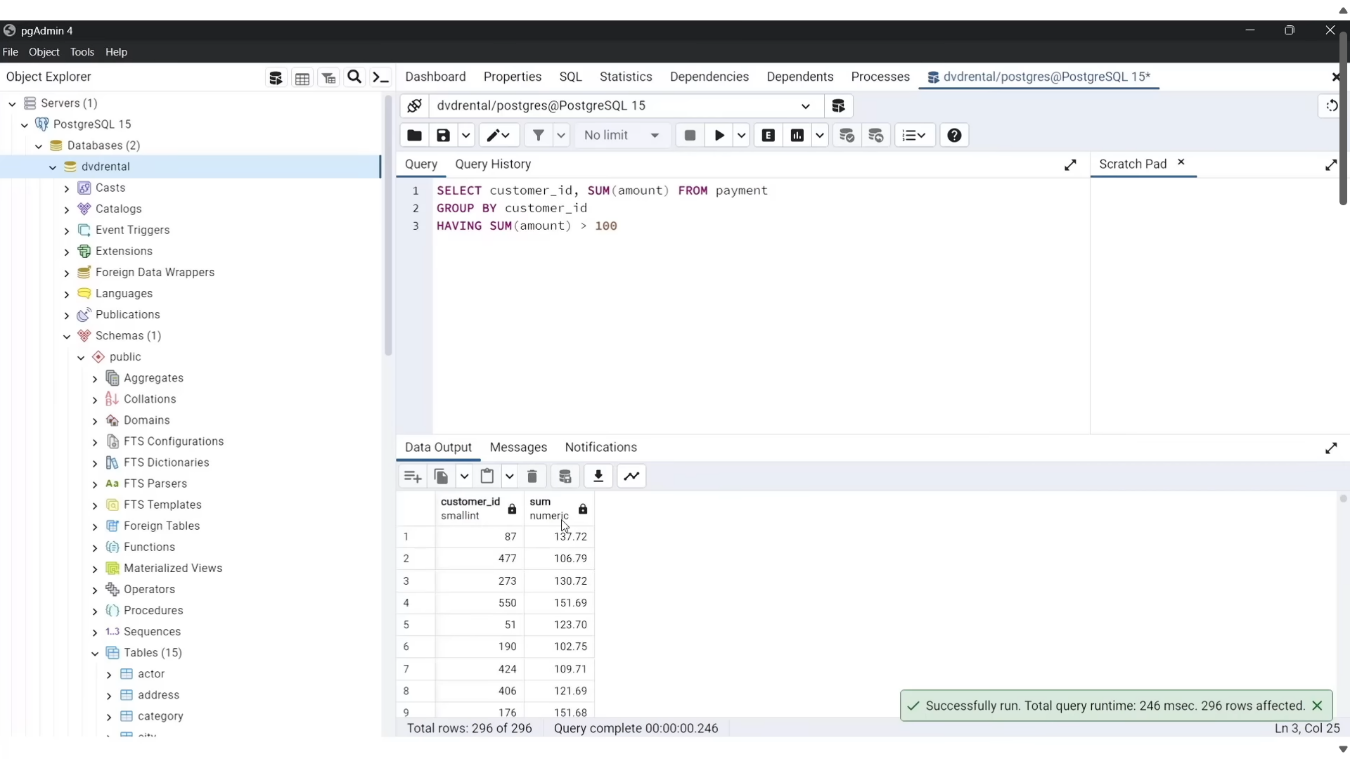 pgAdmin 4
File Object Tools Help
Object Explorer
Dashboard Properties SQL Statistics Dependencies Dependents Processes dvdrental/postgres@PostgreSQL 15*
Servers (1)
PostgreSQL 15
Databases (2)
dvdrental
Casts
Catalogs
Event Triggers
Extensions
Foreign Data Wrappers
Languages
Publications
Schemas (1)
public
Aggregates
Collations
Domains
FTS Configurations
FTS Dictionaries
Aa FTS Parsers
FTS Templates
Foreign Tables
Functions
Materialized Views
Operators
Procedures
1..3 Sequences
Tables (15)
actor
address
category
dvdrental/postgres@PostgreSQL 15
No limit
E
Query Query History
Scratch Pad
1 SELECT customer_id, SUM(amount) FROM payment
2 GROUP BY customer_id
3 HAVING SUM(amount) > 100
Data Output Messages Notifications
customer_id sum
smallint numeric
1 87 137.72
2 477 106.79
3 273 130.72
4 550 151.69
5 51 123.70
6 190 102.75
7 424 109.71
8 406 121.69
9 176 151.68
Successfully run. Total query runtime: 246 msec. 296 rows affected.
Total rows: 296 of 296 Query complete 00:00:00.246 Ln 3, Col 25